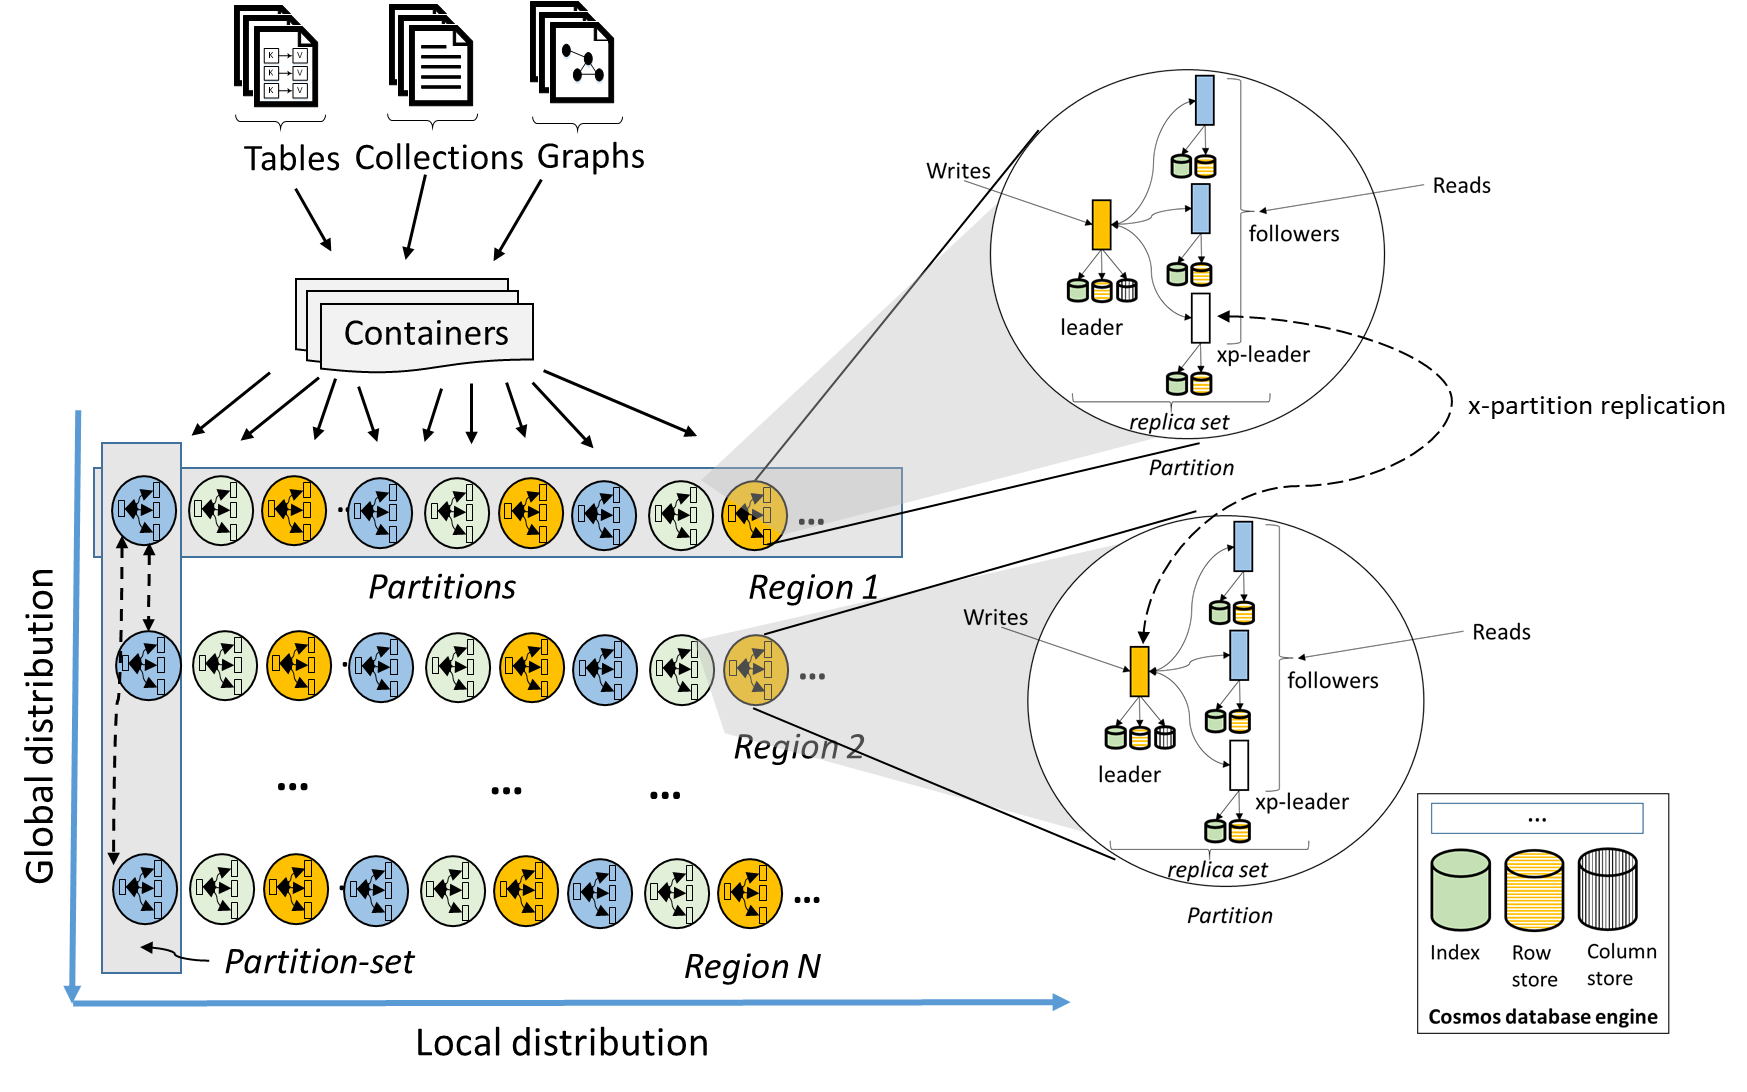 K V
K V
K V
Tables Collections Graphs
Containers
Writes
Reads
followers
leader
xp-leader
replica set
Partition
x-partition replication
...
Partitions
Region 1
Writes
Reads
followers
leader
xp-leader
replica set
Partition
...
Region 2
... ... ...
...
Partition-set
Region N
Global distribution
Local distribution
...
Index
Row
store
Column
store
Cosmos database engine